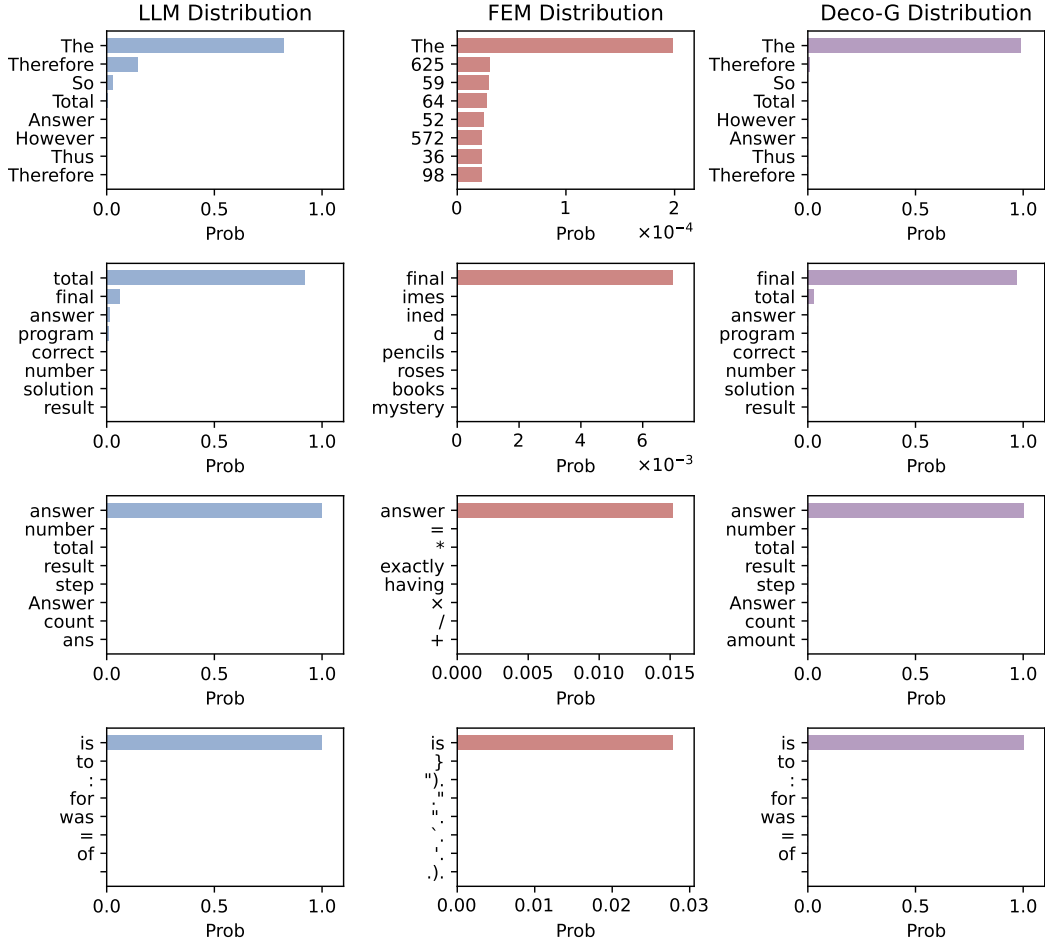 LLM Distribution
The
Therefore
So
Total
Answer
However
Thus
Therefore
0.0 0.5 1.0
Prob
FEM Distribution
The
625
59
64
52
572
36
98
0 1 2
Prob ×10⁻⁴
Deco-G Distribution
The
Therefore
So
Total
However
Answer
Thus
Therefore
0.0 0.5 1.0
Prob
total
final
answer
program
correct
number
solution
result
0.0 0.5 1.0
Prob
final
imes
ined
d
pencils
roses
books
mystery
0 2 4 6
Prob ×10⁻³
final
total
answer
program
correct
number
solution
result
0.0 0.5 1.0
Prob
answer
number
total
result
step
Answer
count
ans
0.0 0.5 1.0
Prob
answer
=
*
exactly
having
×
/
+
0.000 0.005 0.010 0.015
Prob
answer
number
total
result
step
Answer
count
amount
0.0 0.5 1.0
Prob
is
to
:
for
was
=
of
0.0 0.5 1.0
Prob
is
}
").
."
.).
0.00 0.01 0.02 0.03
Prob
is
to
:
for
was
=
of
0.0 0.5 1.0
Prob